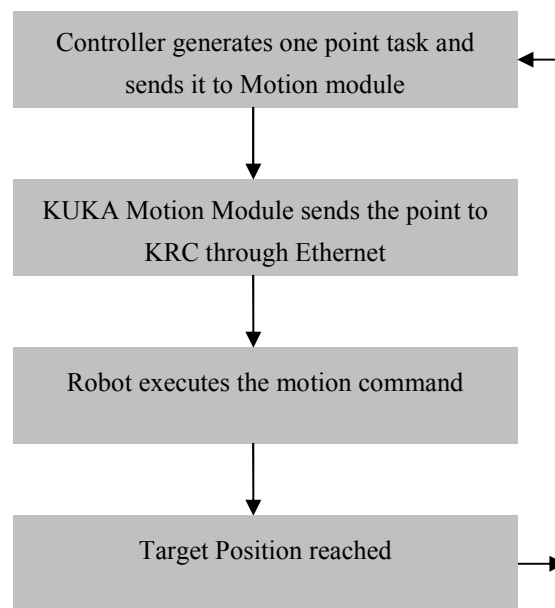 Controller generates one point task and
sends it to Motion module
KUKA Motion Module sends the point to
KRC through Ethernet
Robot executes the motion command
Target Position reached